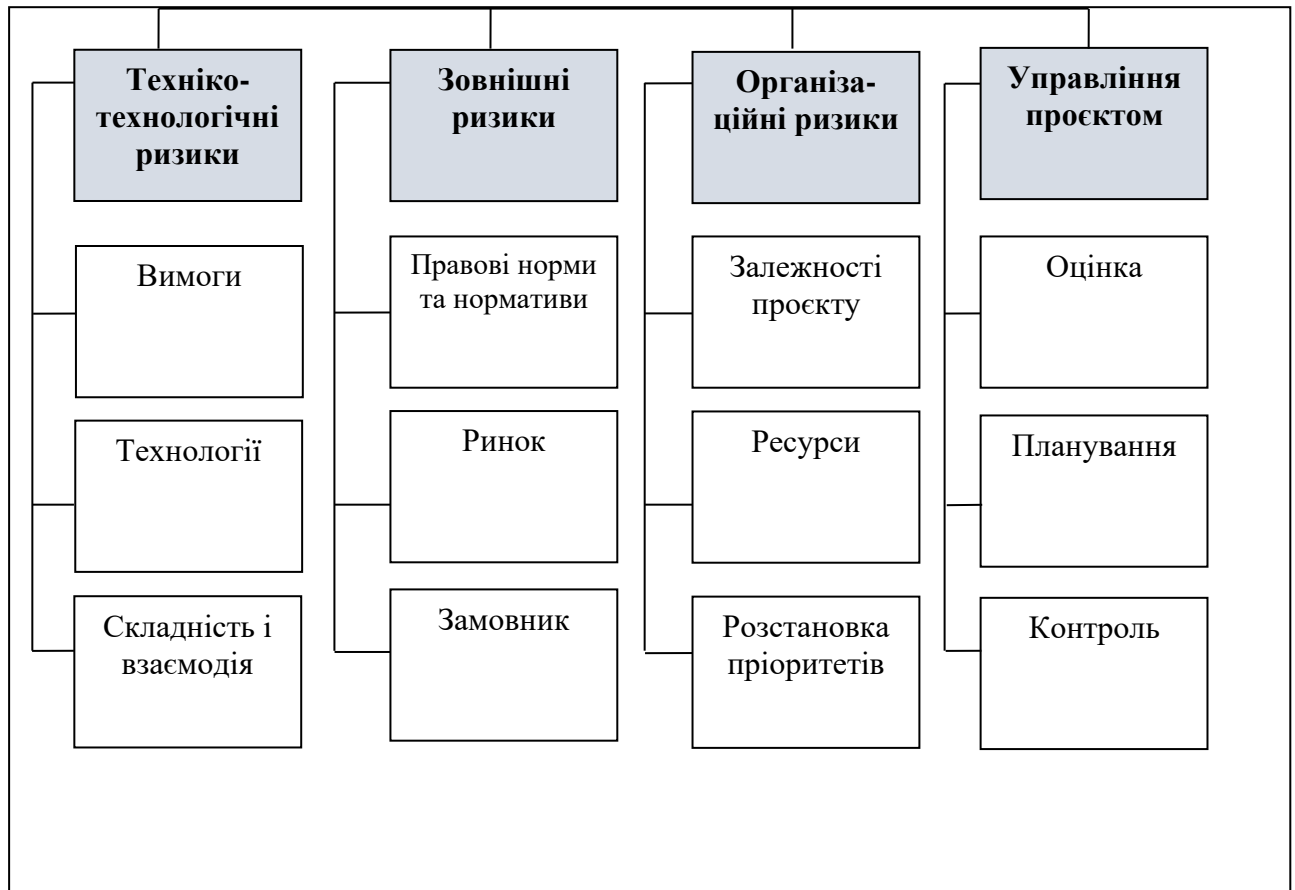 Техніко-
технологічні
ризики
Вимоги
Технології
Складність і
взаємодія
Зовнішні
ризики
Правові норми
та нормативи
Ринок
Замовник
Організа-
ційні ризики
Залежності
проєкту
Ресурси
Розстановка
пріоритетів
Управління
проєктом
Оцінка
Планування
Контроль